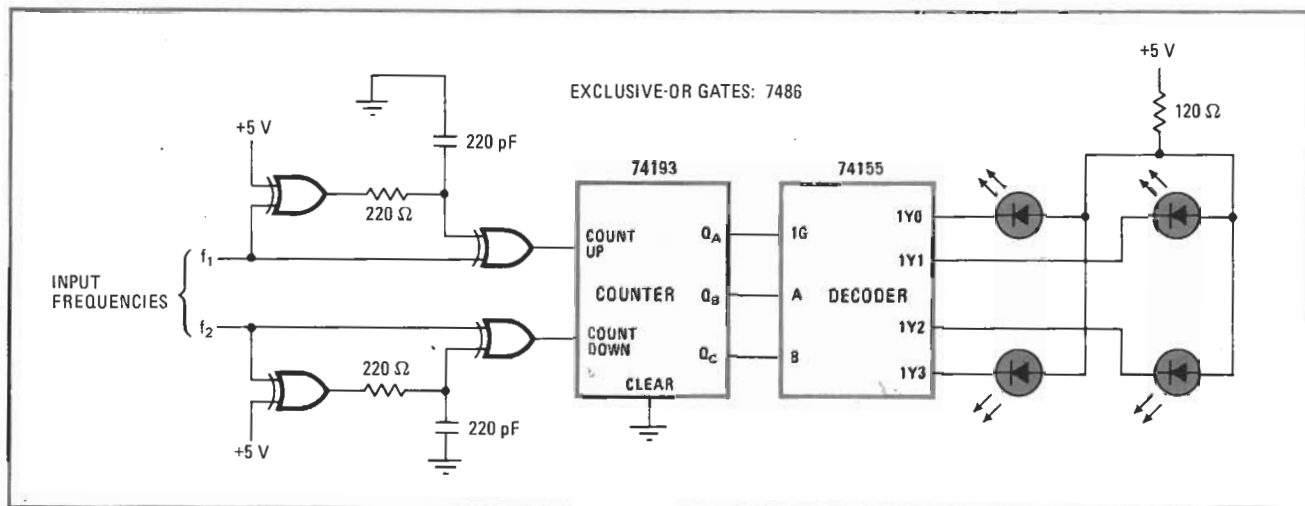 EXCLUSIVE-OR GATES: 7486
+5 V
120 Ω
+5 V
220 pF
220 Ω
74193
74155
INPUT
FREQUENCIES
f₁
f₂
COUNT
UP
COUNTER
COUNT
DOWN
CLEAR
QA
QB
QC
1G
A
B
DECODER
1Y0
1Y1
1Y2
1Y3
220 Ω
220 pF
+5 V